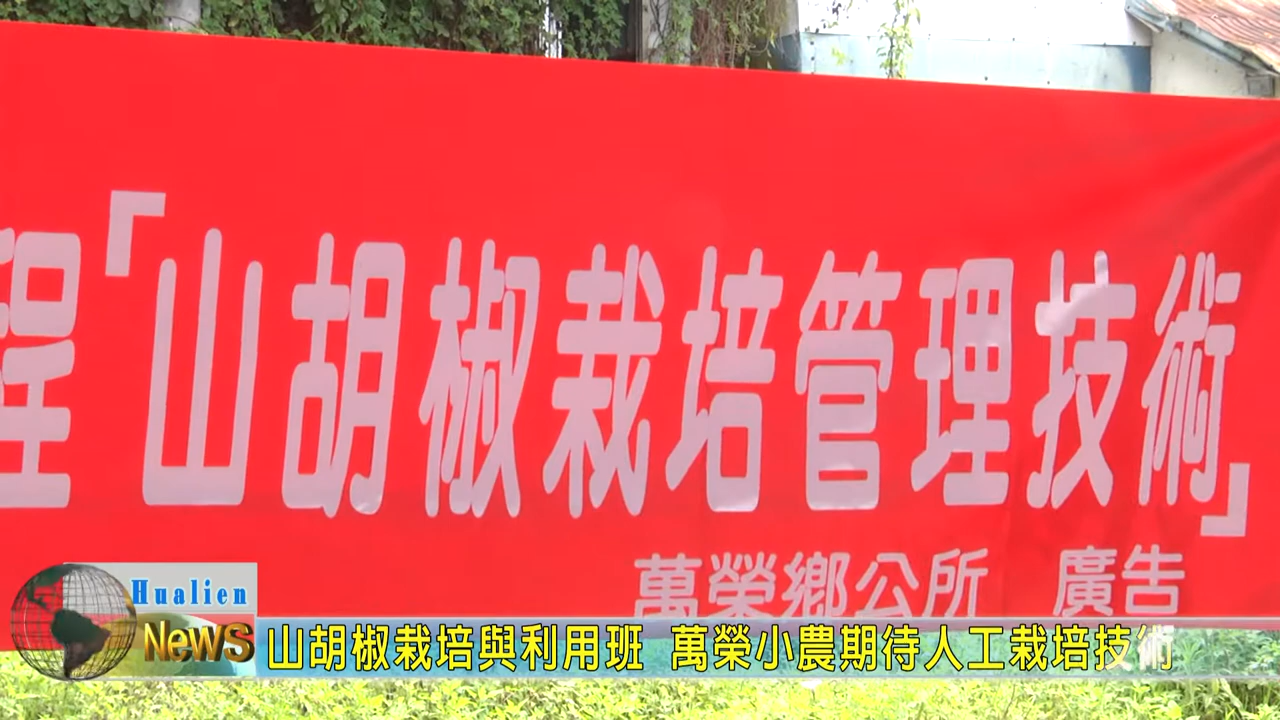 程「山胡椒栽培管理技術」
萬榮鄉公所 廣告
Hualien
News
山胡椒栽培與利用班 萬榮小農期待人工栽培技術